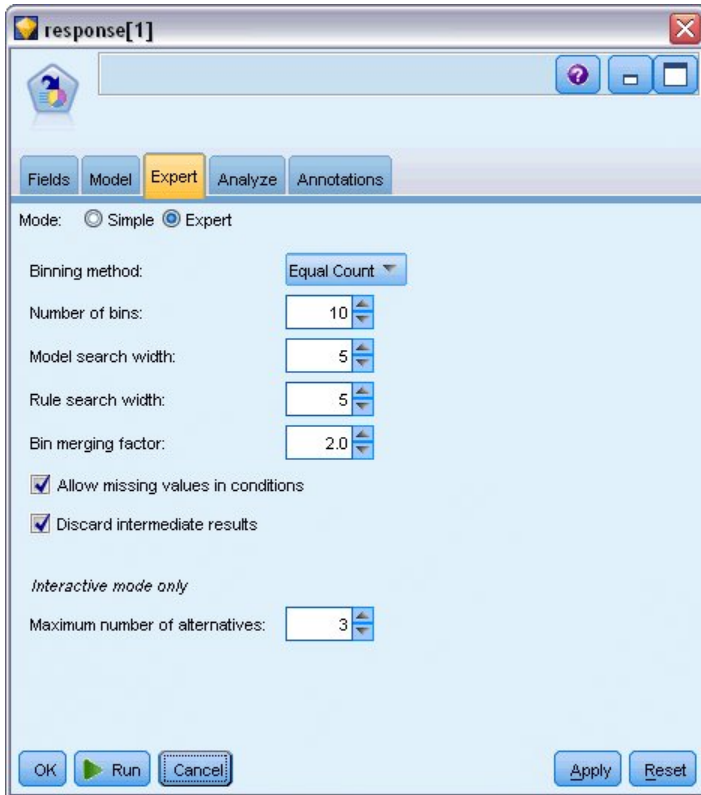 response[1]
Fields Model Expert Analyze Annotations
Mode: Simple Expert
Binning method: Equal Count
Number of bins: 10
Model search width: 5
Rule search width: 5
Bin merging factor: 2.0
Allow missing values in conditions
Discard intermediate results
Interactive mode only
Maximum number of alternatives: 3
OK Run Cancel Apply Reset